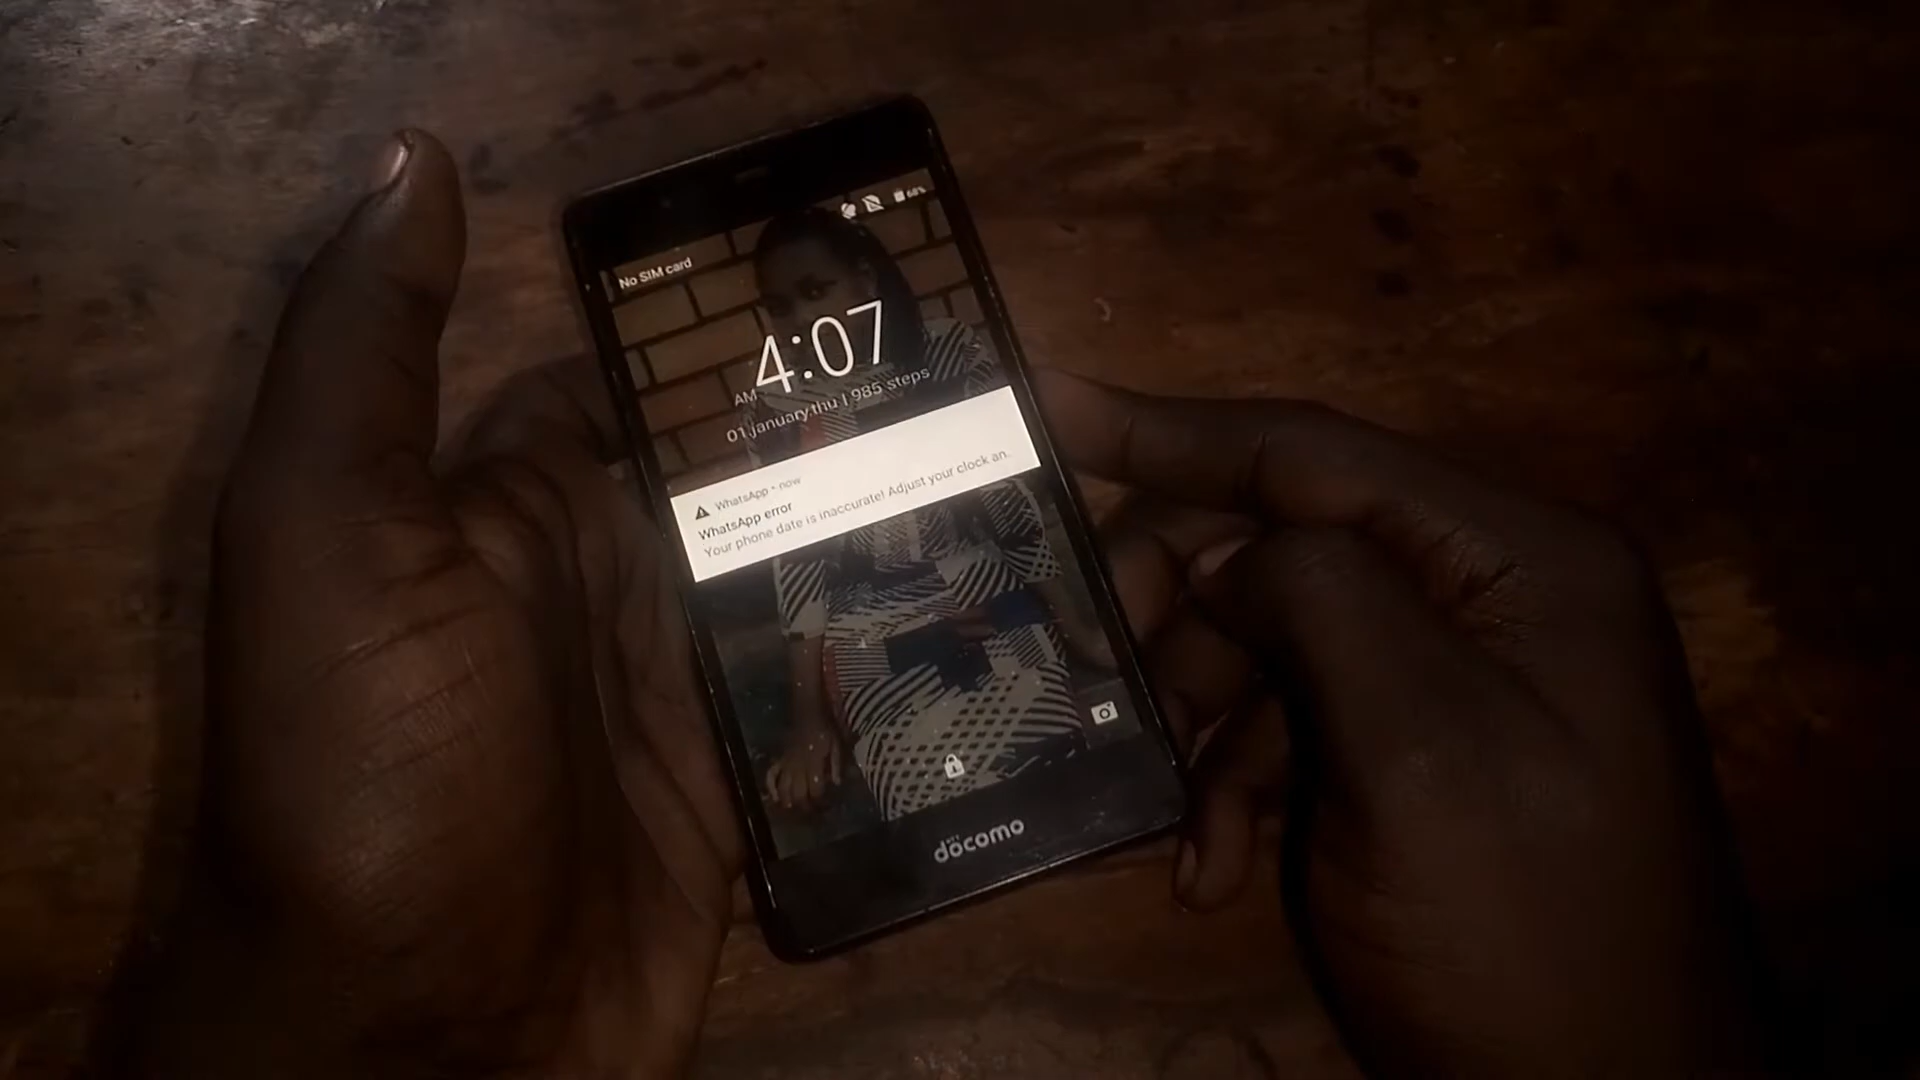 68%
No SIM card
4:07
AM
01 january.thu | 985 steps
WhatsApp • now
WhatsApp error
Your phone date is inaccurate! Adjust your clock an..
docomo